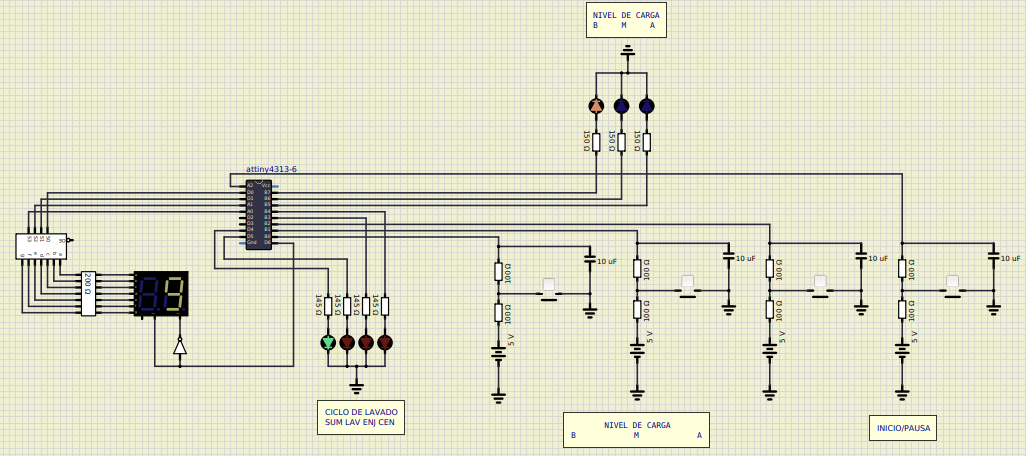 NIVEL DE CARGA
B M A
150 Ω
150 Ω
150 Ω
attiny4313-6
Vcc
Gnd
200 Ω
145 Ω
145 Ω
145 Ω
145 Ω
100 Ω
100 Ω
10 uF
5 V
100 Ω
100 Ω
10 uF
5 V
100 Ω
100 Ω
10 uF
5 V
100 Ω
100 Ω
10 uF
5 V
CICLO DE LAVADO
SUM LAV ENJ CEN
NIVEL DE CARGA
B M A
INICIO/PAUSA